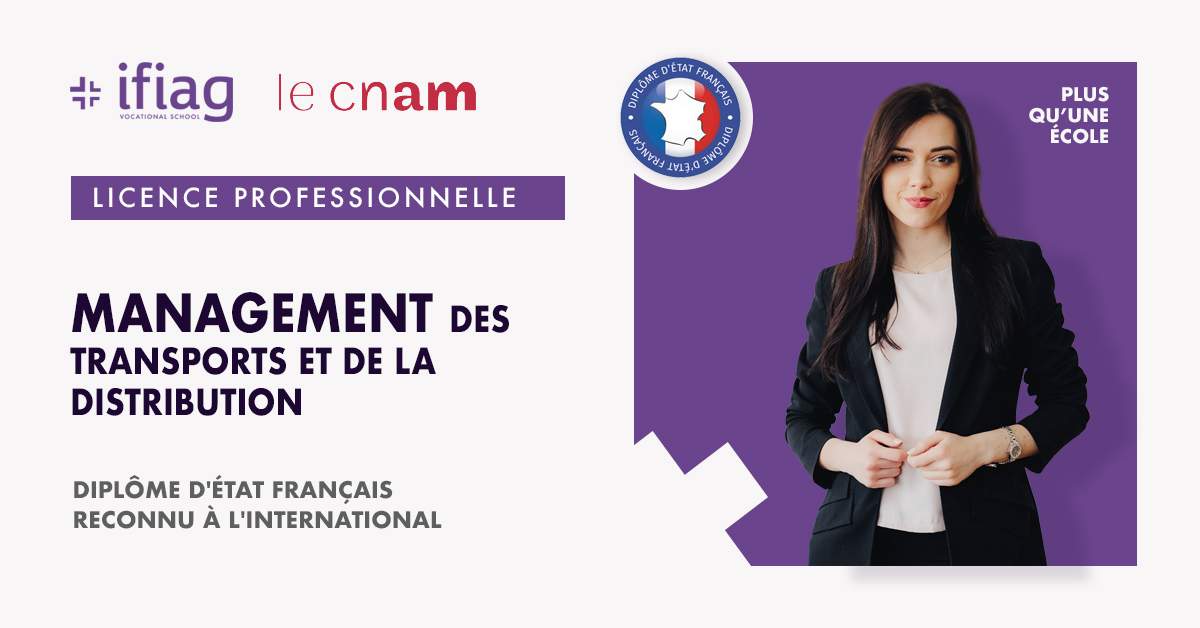 ifiag
VOCATIONAL SCHOOL
le cnam
LICENCE PROFESSIONNELLE
MANAGEMENT DES
TRANSPORTS ET DE LA
DISTRIBUTION
DIPLÔME D'ÉTAT FRANÇAIS
RECONNU À L'INTERNATIONAL
• DIPLÔME D'ÉTAT FRANÇAIS •
DIPLÔME D'ÉTAT FRANÇAIS
PLUS
QU'UNE
ÉCOLE